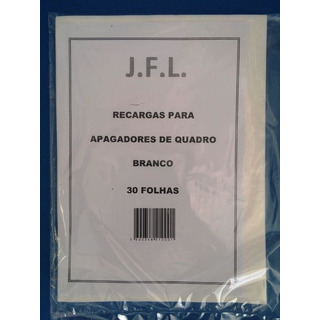 J.F.L.
RECARGAS PARA
APAGADORES DE QUADRO
BRANCO
30 FOLHAS